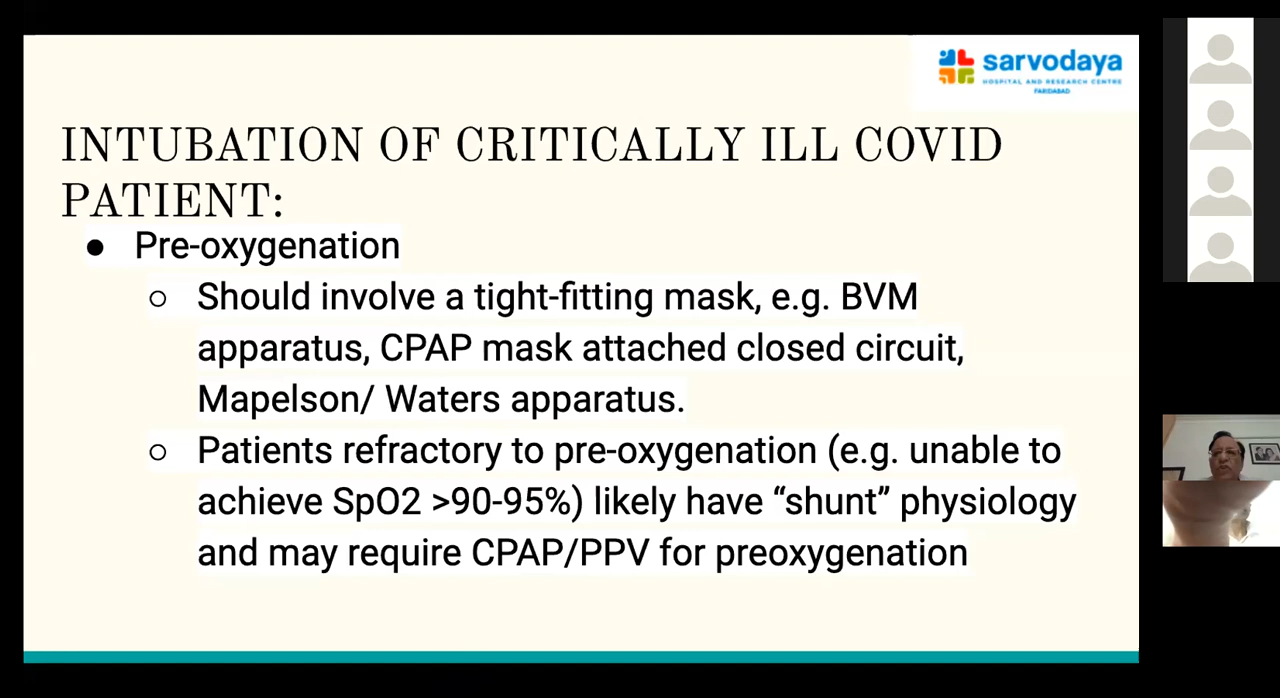 sarvodaya
HOSPITAL AND RESEARCH CENTRE
FARIDABAD
INTUBATION OF CRITICALLY ILL COVID
PATIENT:
● Pre-oxygenation
○ Should involve a tight-fitting mask, e.g. BVM
apparatus, CPAP mask attached closed circuit,
Mapelson/ Waters apparatus.
○ Patients refractory to pre-oxygenation (e.g. unable to
achieve SpO2 >90-95%) likely have “shunt” physiology
and may require CPAP/PPV for preoxygenation